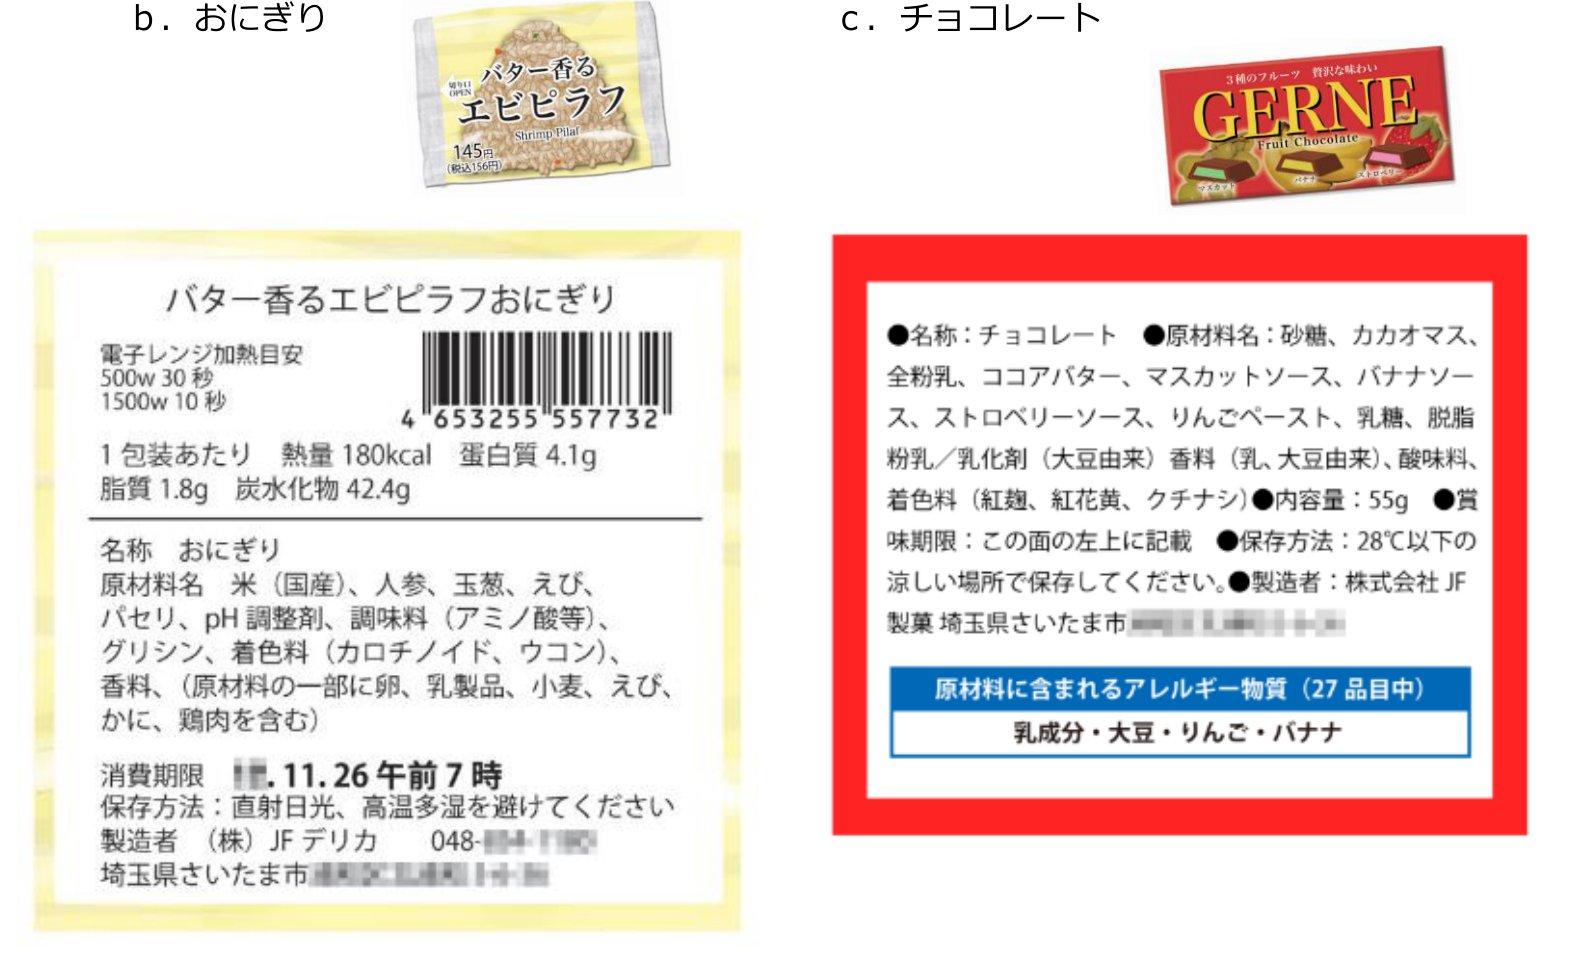 b．おにぎり
切り口
OPEN
バター香る
エビピラフ
Shrimp Pilaf
145円
(税込156円)
バター香るエビピラフおにぎり
電子レンジ加熱目安
500w 30 秒
1500w 10 秒
4 653255 557732
1 包装あたり　熱量 180kcal　蛋白質 4.1g
脂質 1.8g　炭水化物 42.4g
名称　おにぎり
原材料名　米（国産）、人参、玉葱、えび、
パセリ、pH 調整剤、調味料（アミノ酸等）、
グリシン、着色料（カロチノイド、ウコン）、
香料、（原材料の一部に卵、乳製品、小麦、えび、
かに、鶏肉を含む）
消費期限　. 11. 26 午前 7 時
保存方法：直射日光、高温多湿を避けてください
製造者　（株）JF デリカ　048-
埼玉県さいたま市
c．チョコレート
3種のフルーツ　贅沢な味わい
GERNE
Fruit Chocolate
マスカット
バナナ
ストロベリー
●名称：チョコレート　●原材料名：砂糖、カカオマス、
全粉乳、ココアバター、マスカットソース、バナナソー
ス、ストロベリーソース、りんごペースト、乳糖、脱脂
粉乳／乳化剤（大豆由来）香料（乳、大豆由来）、酸味料、
着色料（紅麹、紅花黄、クチナシ）●内容量：55g　●賞
味期限：この面の左上に記載　●保存方法：28℃以下の
涼しい場所で保存してください。●製造者：株式会社 JF
製菓 埼玉県さいたま市
原材料に含まれるアレルギー物質（27 品目中）
乳成分・大豆・りんご・バナナ